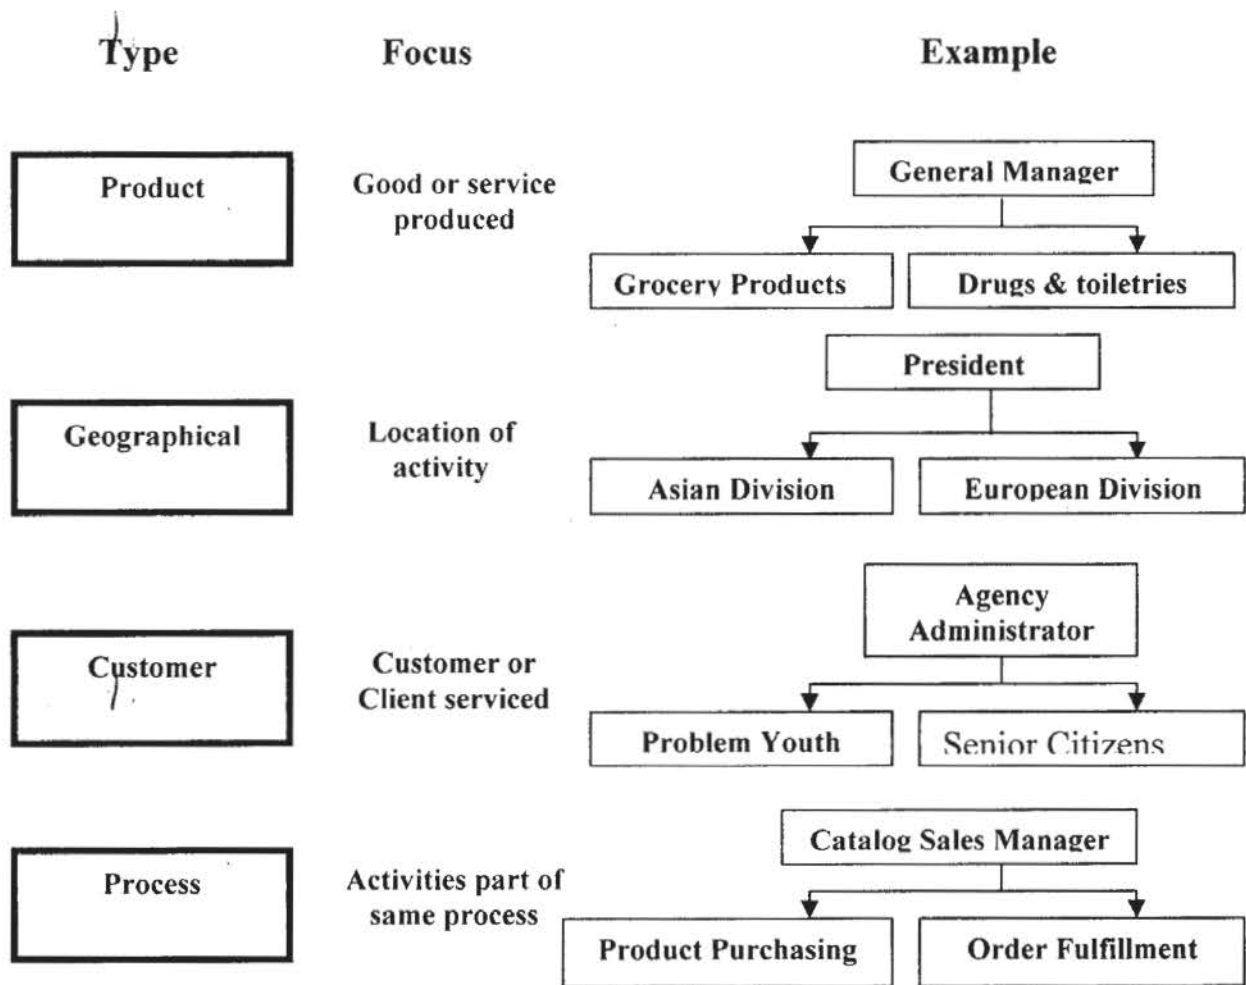 Type Focus Example
Product
Good or service
produced
General Manager
Grocery Products Drugs & toiletries
Geographical
Location of
activity
President
Asian Division European Division
Customer
Customer or
Client serviced
Agency
Administrator
Problem Youth Senior Citizens
Process
Activities part of
same process
Catalog Sales Manager
Product Purchasing Order Fulfillment